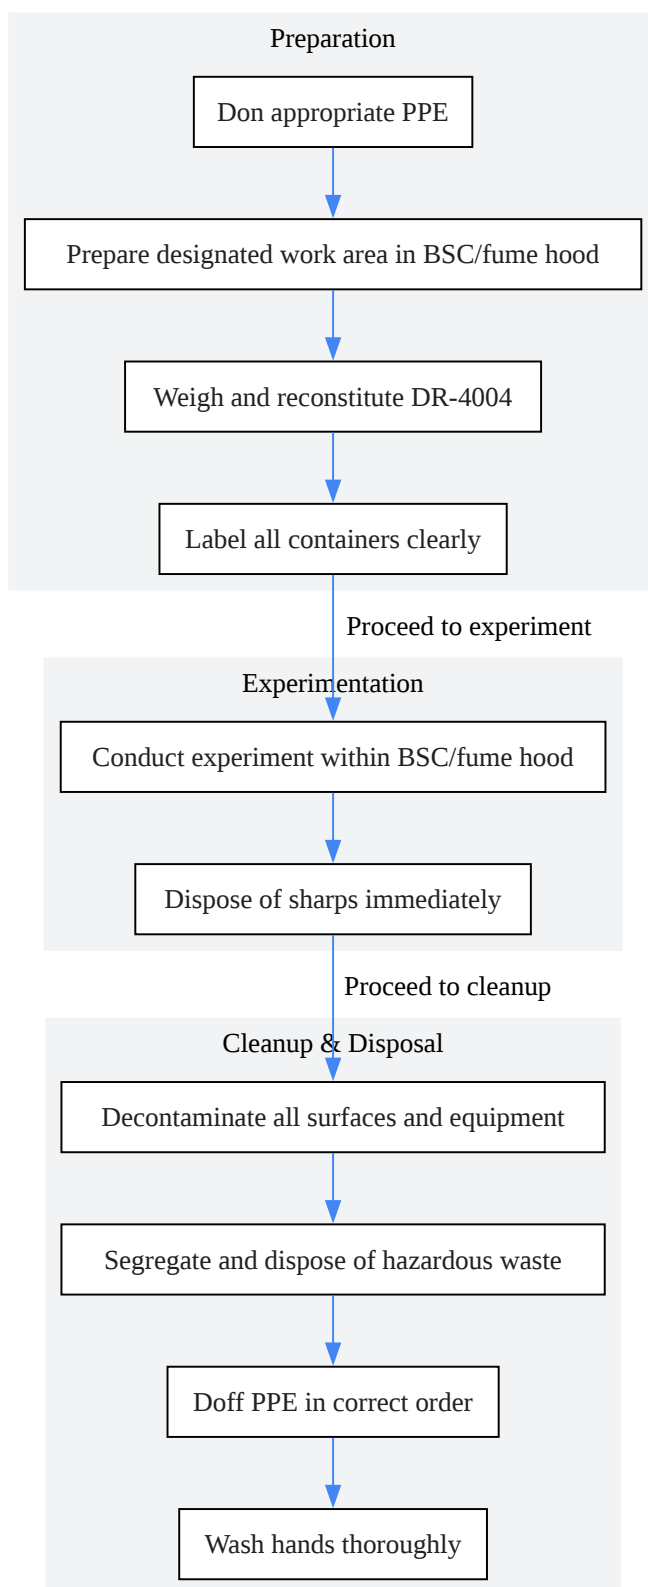 Preparation
Don appropriate PPE
Prepare designated work area in BSC/fume hood
Weigh and reconstitute DR-4004
Label all containers clearly
Proceed to experiment
Experimentation
Conduct experiment within BSC/fume hood
Dispose of sharps immediately
Proceed to cleanup
Cleanup & Disposal
Decontaminate all surfaces and equipment
Segregate and dispose of hazardous waste
Doff PPE in correct order
Wash hands thoroughly